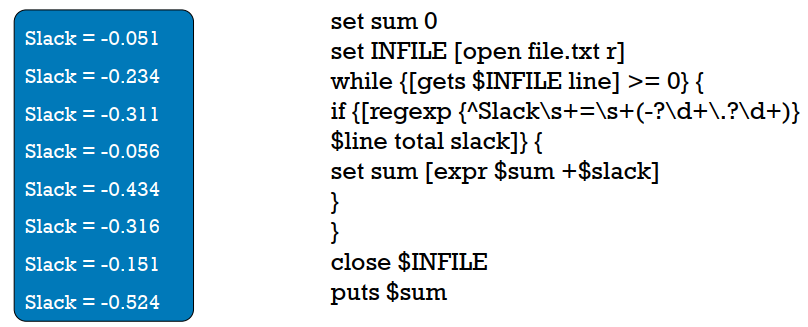 Slack = -0.051
Slack = -0.234
Slack = -0.311
Slack = -0.056
Slack = -0.434
Slack = -0.316
Slack = -0.151
Slack = -0.524
set sum 0
set INFILE [open file.txt r]
while {[gets $INFILE line] >= 0} {
if {[regexp {^Slack\s+=\s+(-?\d+\.?\d+)}
$line total slack]} {
set sum [expr $sum +$slack]
}
}
close $INFILE
puts $sum